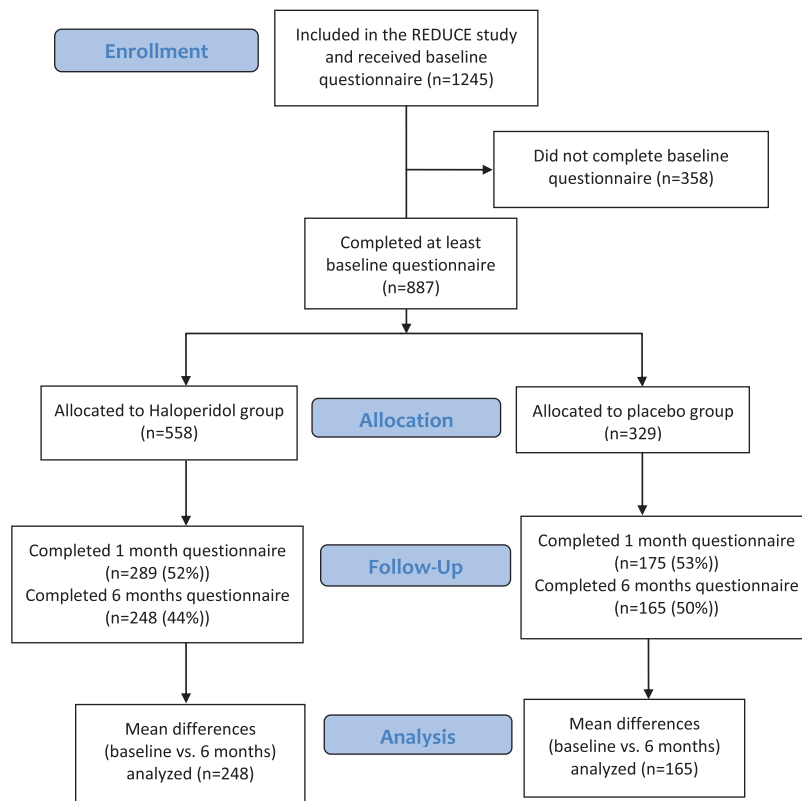 Enrollment
Included in the REDUCE study
and received baseline
questionnaire (n=1245)
Did not complete baseline
questionnaire (n=358)
Completed at least
baseline questionnaire
(n=887)
Allocated to Haloperidol group
(n=558)
Allocation
Allocated to placebo group
(n=329)
Completed 1 month questionnaire
(n=289 (52%))
Completed 6 months questionnaire
(n=248 (44%))
Follow-Up
Completed 1 month questionnaire
(n=175 (53%))
Completed 6 months questionnaire
(n=165 (50%))
Mean differences
(baseline vs. 6 months)
analyzed (n=248)
Analysis
Mean differences
(baseline vs. 6 months)
analyzed (n=165)